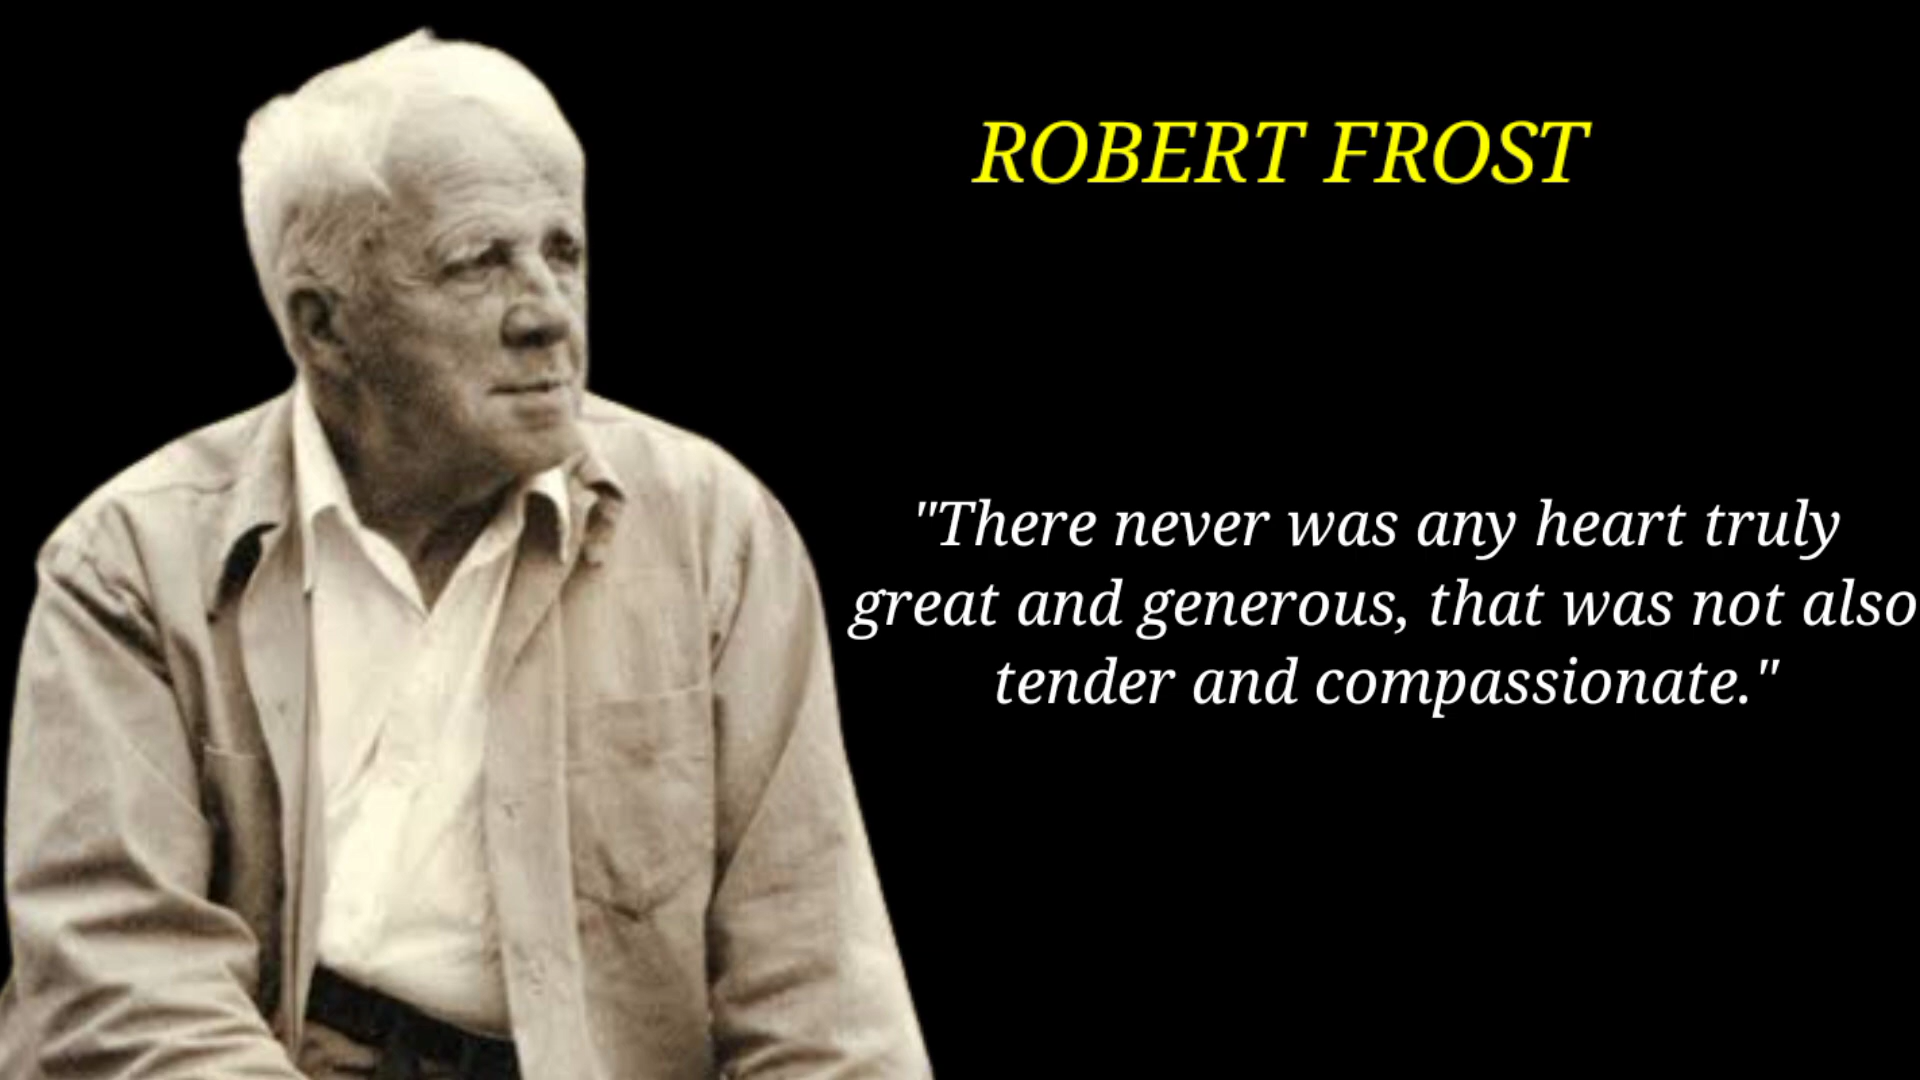 ROBERT FROST
"There never was any heart truly
great and generous, that was not also
tender and compassionate."